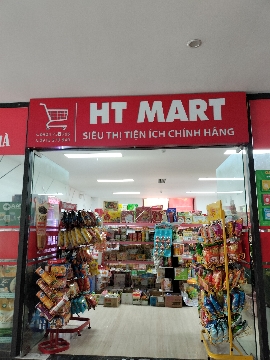 HT MART
SIÊU THỊ TIỆN ÍCH CHÍNH HÃNG